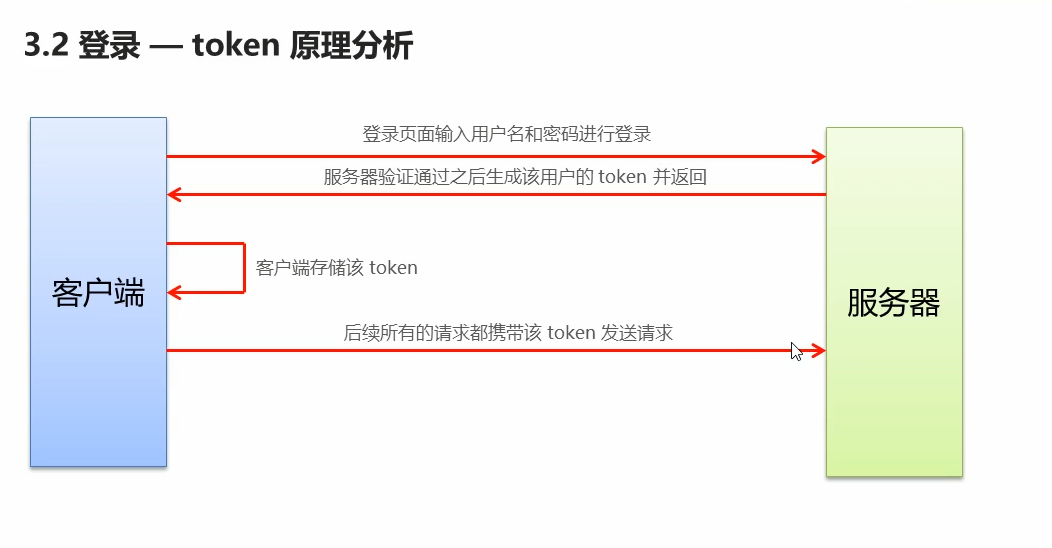 3.2 登录 — token 原理分析
登录页面输入用户名和密码进行登录
服务器验证通过之后生成该用户的 token 并返回
客户端存储该 token
客户端
服务器
后续所有的请求都携带该 token 发送请求